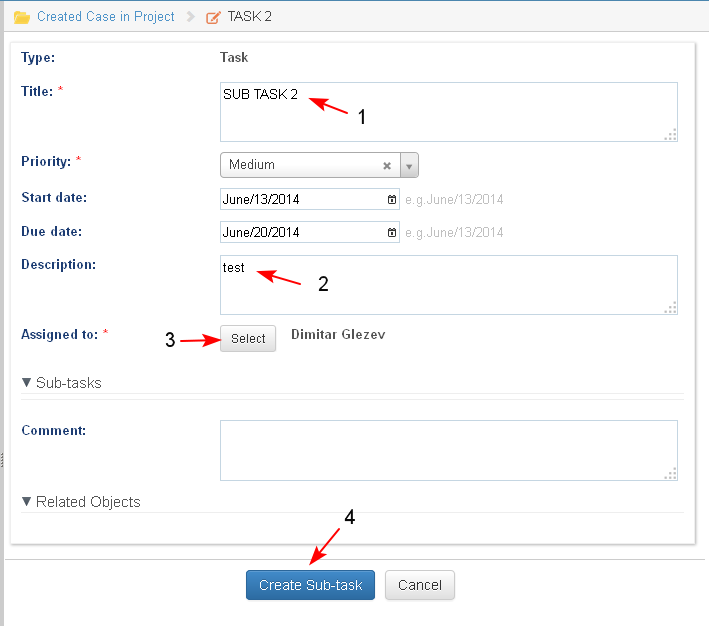 Created Case in Project TASK 2
Type: Task
Title: * SUB TASK 2
1
Priority: * Medium
Start date: June/13/2014 e.g.June/13/2014
Due date: June/20/2014 e.g.June/13/2014
Description: test
2
Assigned to: * 3 Select Dimitar Glezev
Sub-tasks
Comment:
Related Objects
4
Create Sub-task Cancel